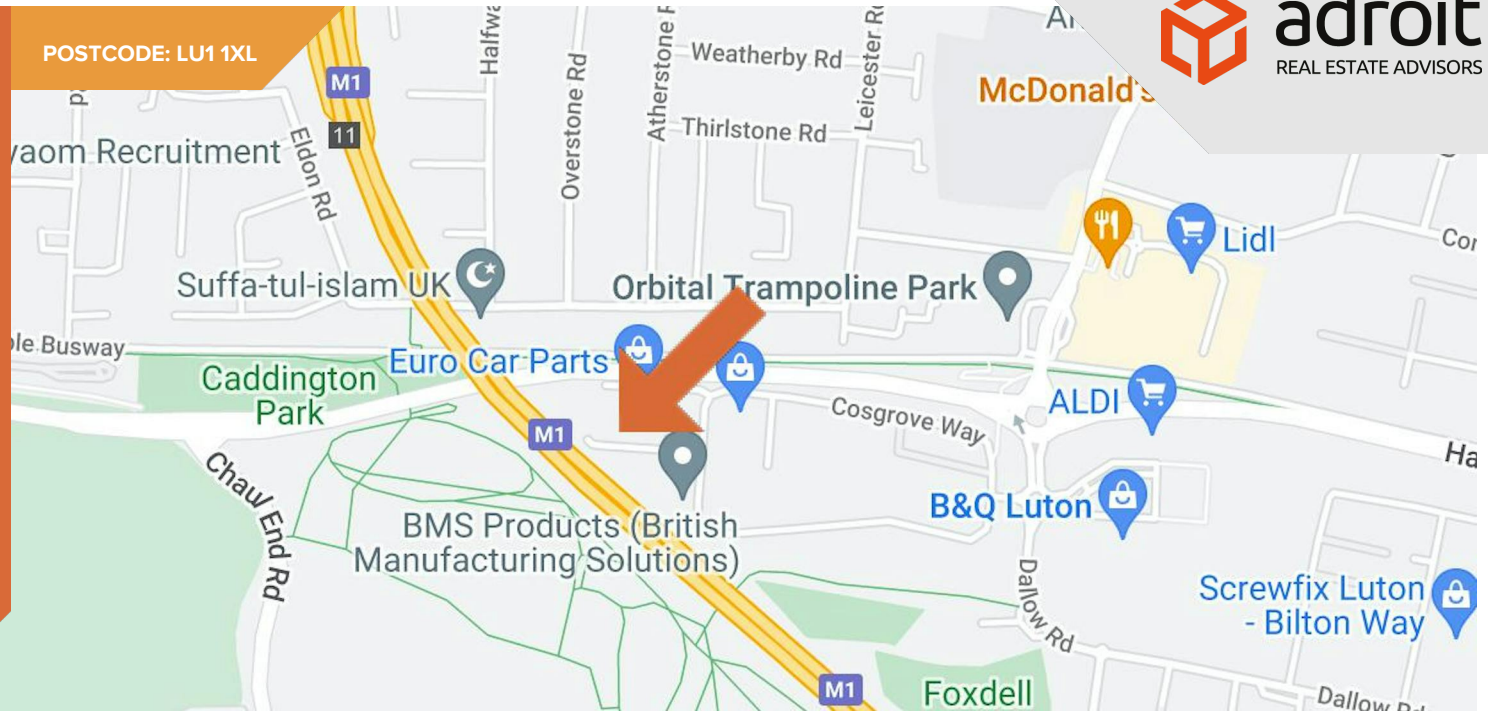 POSTCODE: LU1 1XL
adroit
REAL ESTATE ADVISORS
M1
11
Weatherby Rd
McDonald's
Thirlstone Rd
Recruitment
Eldon Rd
Overstone Rd
Suffa-tul-islam UK
Orbital Trampoline Park
Lidl
Busway
Euro Car Parts
Caddington
Park
Cosgrove Way
ALDI
M1
Chaul End Rd
BMS Products (British
Manufacturing Solutions)
B&Q Luton
Dallow Rd
Screwfix Luton
- Bilton Way
M1
Foxdell
Dallow